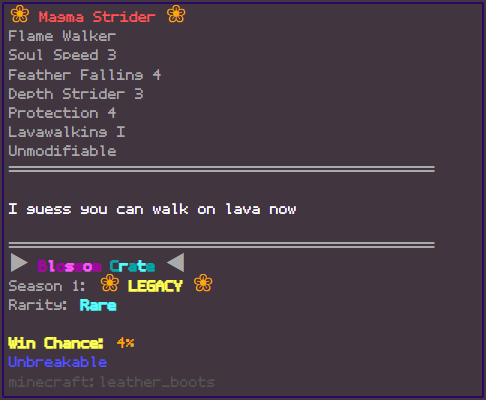 ❀ Magma Strider ❀
Flame Walker
Soul Speed 3
Feather Falling 4
Depth Strider 3
Protection 4
Lavawalking I
Unmodifiable
I guess you can walk on lava now
▶ Blossom Crate ◀
Season 1: ❀ LEGACY ❀
Rarity: Rare
Win Chance: 4%
Unbreakable
minecraft:leather_boots